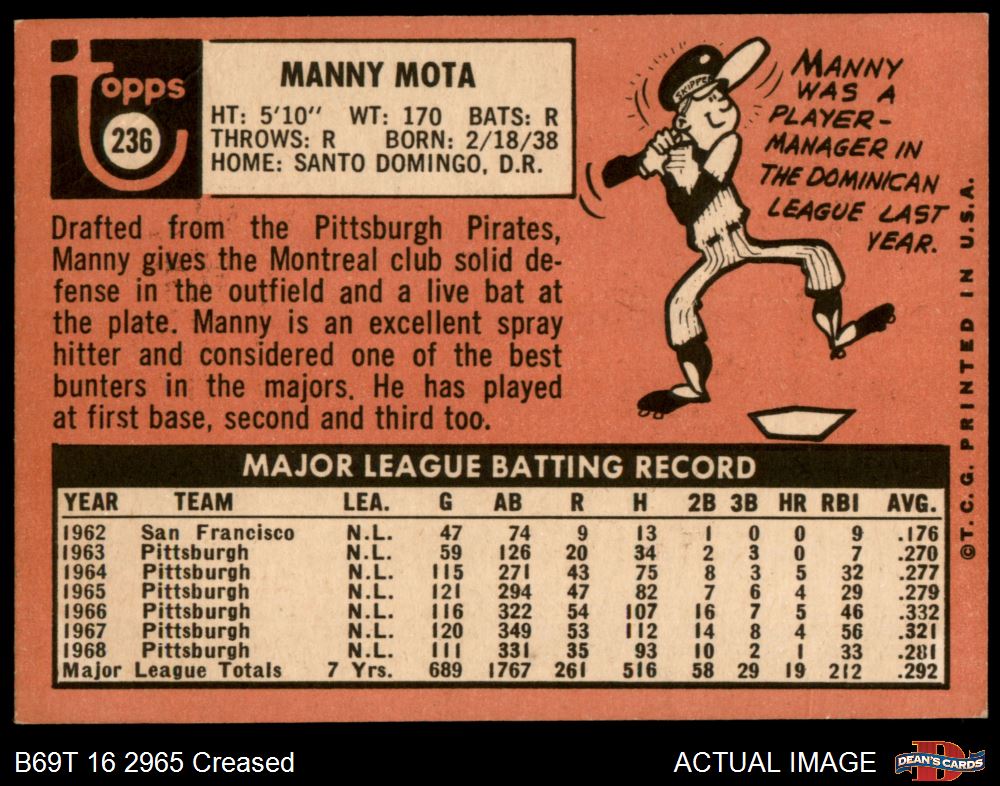 Topps
236
MANNY MOTA
HT: 5'10" WT: 170 BATS: R
THROWS: R BORN: 2/18/38
HOME: SANTO DOMINGO, D.R.
SKIPPER
MANNY
WAS A
PLAYER-
MANAGER IN
THE DOMINICAN
LEAGUE LAST
YEAR.
Drafted from the Pittsburgh Pirates,
Manny gives the Montreal club solid de-
fense in the outfield and a live bat at
the plate. Manny is an excellent spray
hitter and considered one of the best
bunters in the majors. He has played
at first base, second and third too.
MAJOR LEAGUE BATTING RECORD
YEAR TEAM LEA. G AB R H 2B 3B HR RBI AVG.
1962 San Francisco N.L. 47 74 9 13 1 0 0 9 .176
1963 Pittsburgh N.L. 59 126 20 34 2 3 0 7 .270
1964 Pittsburgh N.L. 115 271 43 75 8 3 5 32 .277
1965 Pittsburgh N.L. 121 294 47 82 7 6 4 29 .279
1966 Pittsburgh N.L. 116 322 54 107 16 7 5 46 .332
1967 Pittsburgh N.L. 120 349 53 112 14 8 4 56 .321
1968 Pittsburgh N.L. 111 331 35 93 10 2 1 33 .281
Major League Totals 7 Yrs. 689 1767 261 516 58 29 19 212 .292
©T.C.G. PRINTED IN U.S.A.
B69T 16 2965 Creased
ACTUAL IMAGE
D
DEAN'S CARDS